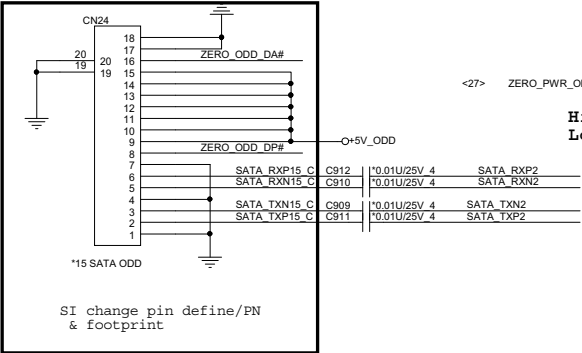 CN24
18
17
20 20 16 ZERO_ODD_DA#
19 19 15
14
13
12
11
10
9 +5V_ODD
8 ZERO_ODD_DP#
7
6 SATA_RXP15_C C912 *0.01U/25V_4 SATA_RXP2
5 SATA_RXN15_C C910 *0.01U/25V_4 SATA_RXN2
4
3 SATA_TXN15_C C909 *0.01U/25V_4 SATA_TXN2
2 SATA_TXP15_C C911 *0.01U/25V_4 SATA_TXP2
1
*15 SATA ODD
SI change pin define/PN
& footprint
<27>